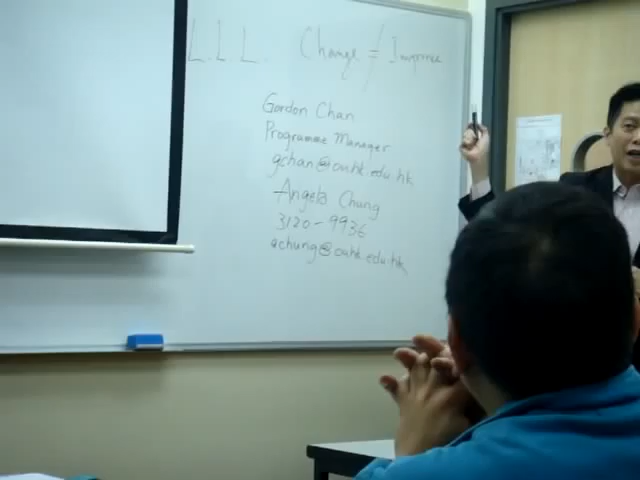 L.L L. Change ≠ Improve
Gordon Chan
Programme Manager
gchan@ouhk.edu.hk
Angela Chung
3120-9936
achung@ouhk.edu.hk